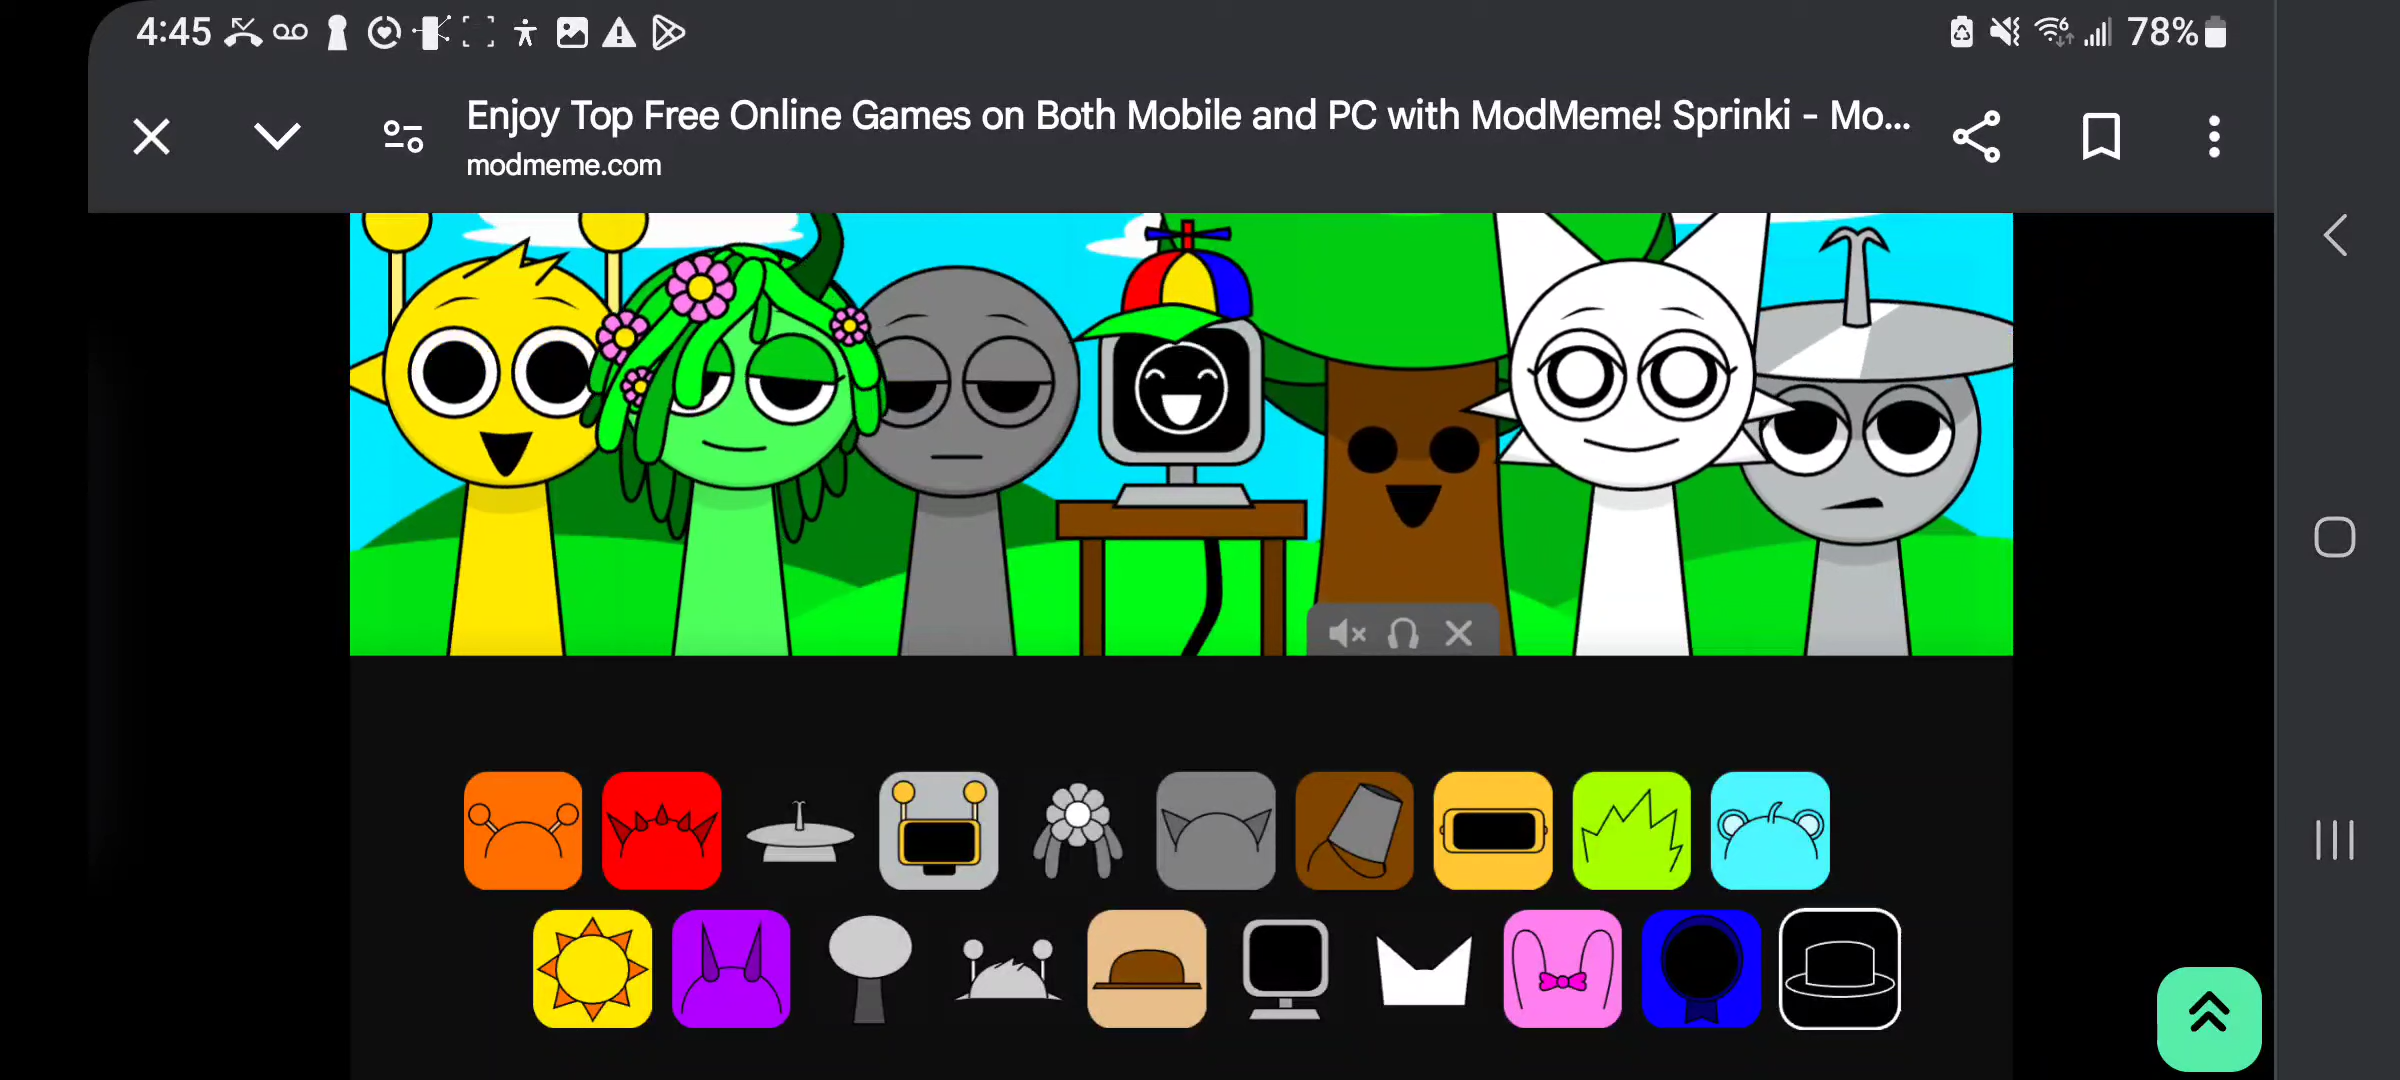 4:45
78%
Enjoy Top Free Online Games on Both Mobile and PC with ModMeme! Sprinki - Mo...
modmeme.com